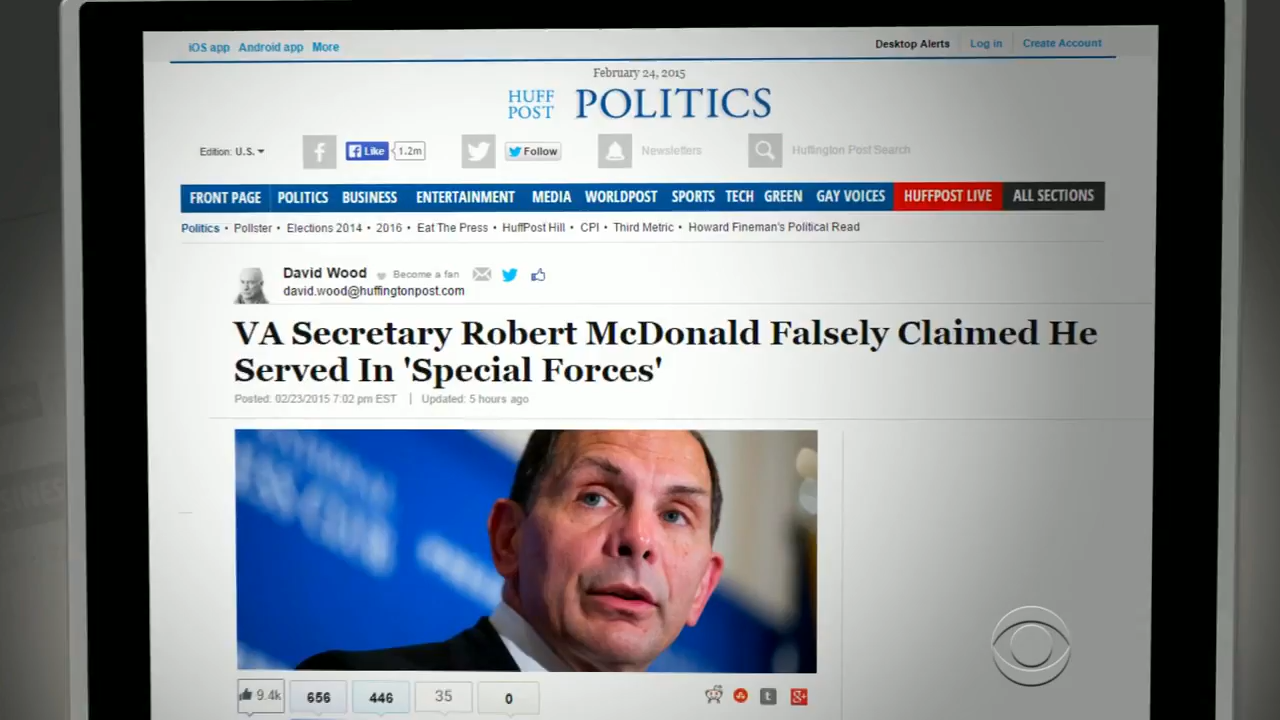 iOS app Android app More
Desktop Alerts Log in Create Account
February 24, 2015
HUFF
POST
POLITICS
Edition: U.S.
Like 1.2m
Follow
Newsletters
Huffington Post Search
FRONT PAGE POLITICS BUSINESS ENTERTAINMENT MEDIA WORLDPOST SPORTS TECH GREEN GAY VOICES HUFFPOST LIVE ALL SECTIONS
Politics • Pollster • Elections 2014 • 2016 • Eat The Press • HuffPost Hill • CPI • Third Metric • Howard Fineman's Political Read
David Wood Become a fan
david.wood@huffingtonpost.com
VA Secretary Robert McDonald Falsely Claimed He
Served In 'Special Forces'
Posted: 02/23/2015 7:02 pm EST | Updated: 5 hours ago
9.4k 656 446 35 0